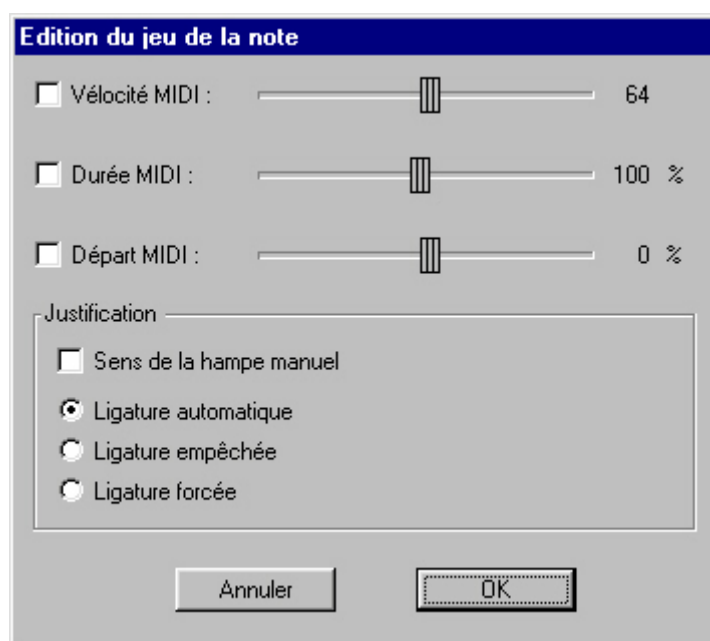 Edition du jeu de la note
Vélocité MIDI : 64
Durée MIDI : 100 %
Départ MIDI : 0 %
Justification
Sens de la hampe manuel
Ligature automatique
Ligature empêchée
Ligature forcée
Annuler OK